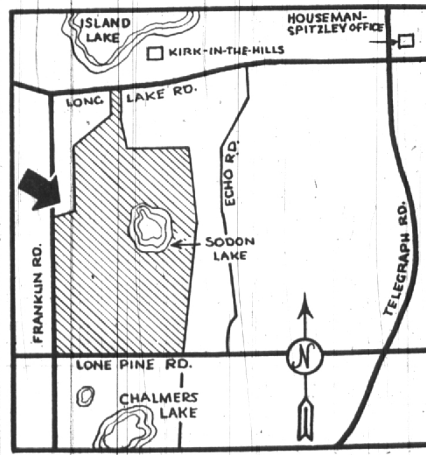 ISLAND
LAKE
HOUSEMAN-
SPITZLEY OFFICE
KIRK-IN-THE-HILLS
LONG LAKE RD.
ECHO RD.
SODON
LAKE
FRANKLIN RD.
TELEGRAPH RD.
N
LONE PINE RD.
CHALMERS
LAKE